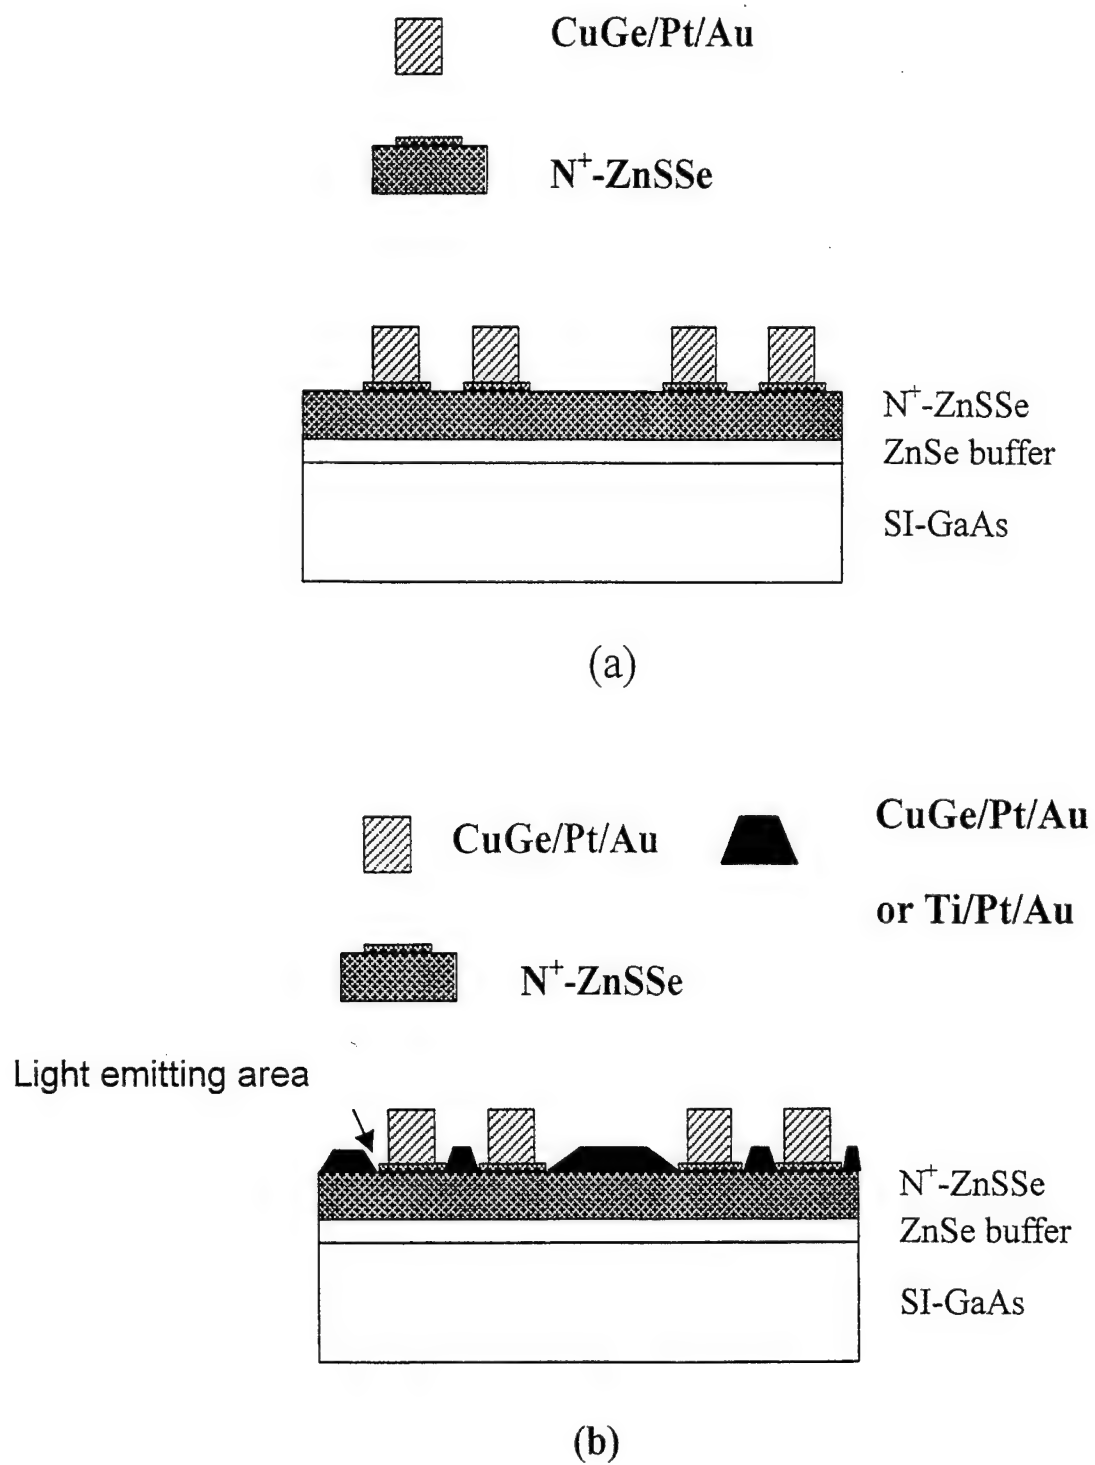 CuGe/Pt/Au
N+-ZnSSe
N+-ZnSSe
ZnSe buffer
SI-GaAs
(a)
CuGe/Pt/Au
CuGe/Pt/Au
or Ti/Pt/Au
N+-ZnSSe
Light emitting area
N+-ZnSSe
ZnSe buffer
SI-GaAs
(b)